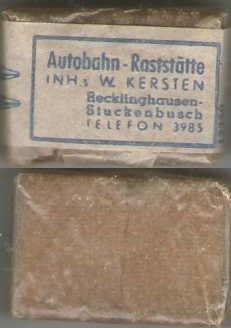 Autobahn-Raststätte
INH: W. KERSTEN
Recklinghausen-
Stuckenbusch
TELEFON 3985